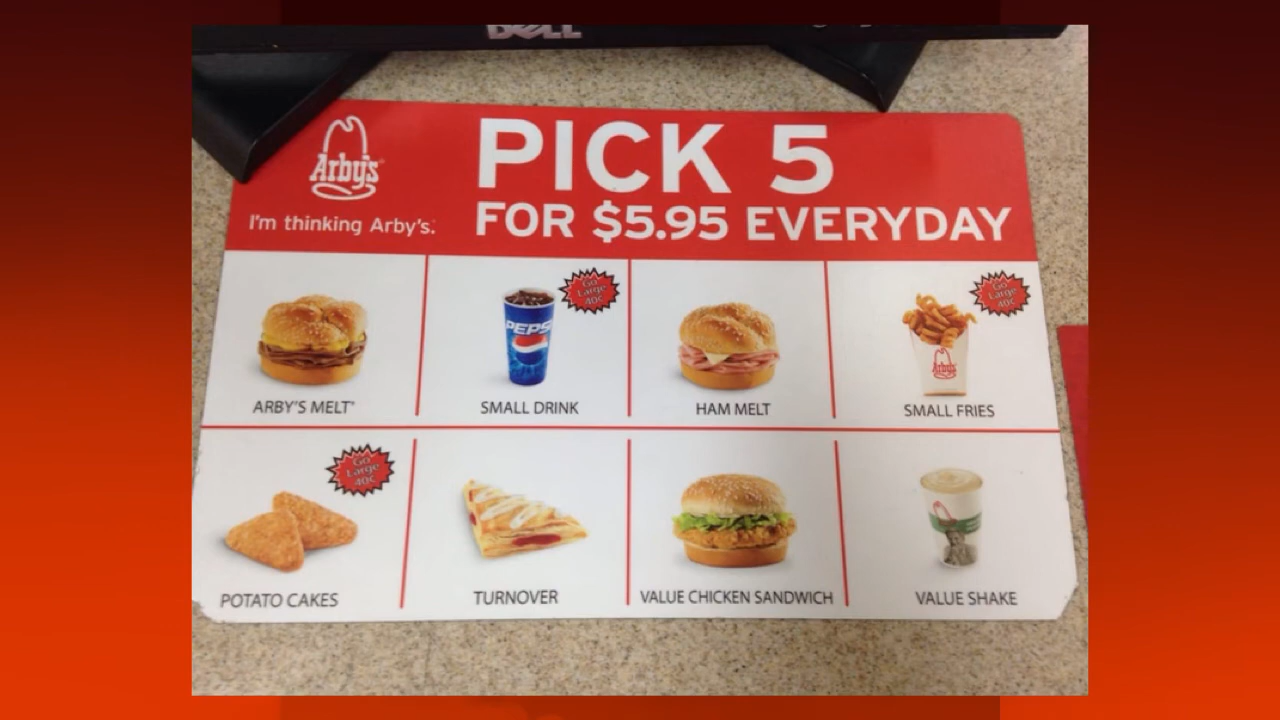 DELL
Arby's®
I'm thinking Arby's.
PICK 5
FOR $5.95 EVERYDAY
ARBY'S MELT
Go
Large
40¢
PEPSI
SMALL DRINK
HAM MELT
Go
Large
40¢
Arby's
SMALL FRIES
Go
Large
40¢
POTATO CAKES
TURNOVER
VALUE CHICKEN SANDWICH
VALUE SHAKE